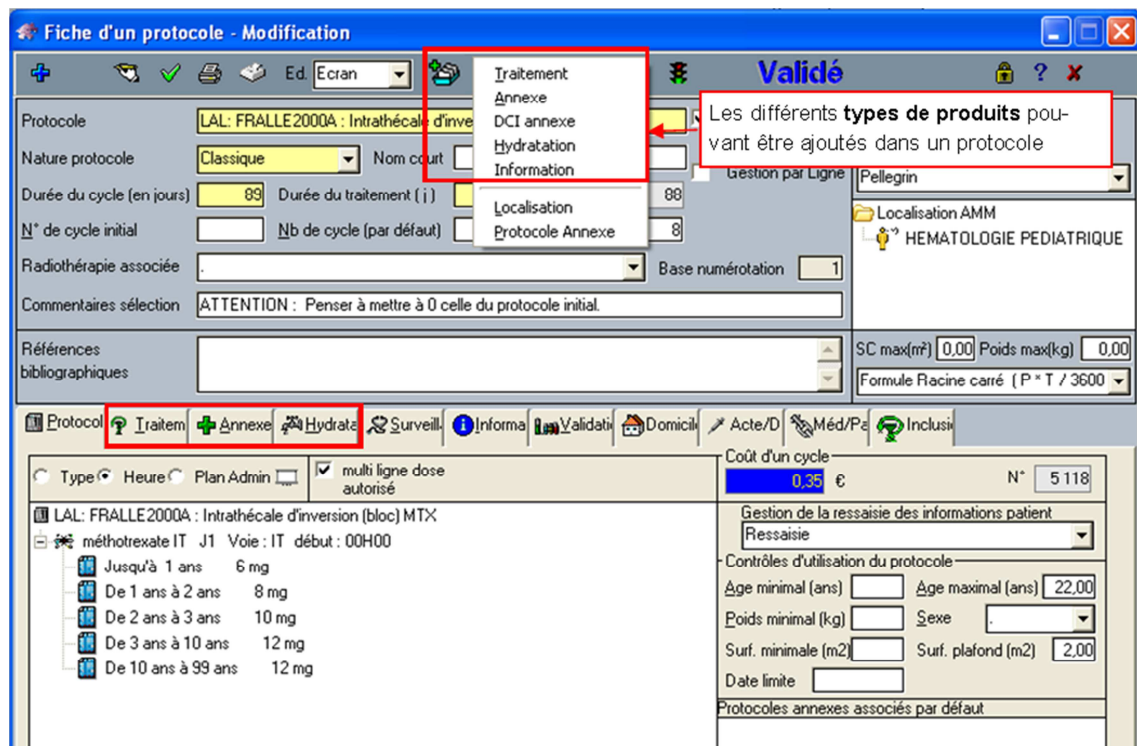 Fiche d'un protocole - Modification
Ed. Ecran
Validé
?
Traitement
Annexe
DCI annexe
Hydratation
Information
Localisation
Protocole Annexe
Les différents types de produits pou-
vant être ajoutés dans un protocole
Protocole LAL: FRALLE2000A : Intrathécale d'inve
Nature protocole Classique Nom court
Gestion par Ligne Pellegrin
Durée du cycle (en jours) 89 Durée du traitement ( j ) 88
N° de cycle initial Nb de cycle (par défaut) 8
Localisation AMM
HEMATOLOGIE PEDIATRIQUE
Radiothérapie associée . Base numérotation 1
Commentaires sélection ATTENTION : Penser à mettre à 0 celle du protocole initial.
Références
bibliographiques
SC max(m²) 0,00 Poids max(kg) 0,00
Formule Racine carré ( P * T / 3600
Protocol Traitem Annexe Hydrata Surveill Informa Validati Domicil Acte/D Méd/Pa Inclusi
Type Heure Plan Admin multi ligne dose
autorisé
LAL: FRALLE2000A : Intrathécale d'inversion (bloc) MTX
méthotrexate IT J1 Voie : IT début : 00H00
Jusqu'à 1 ans 6 mg
De 1 ans à 2 ans 8 mg
De 2 ans à 3 ans 10 mg
De 3 ans à 10 ans 12 mg
De 10 ans à 99 ans 12 mg
Coût d'un cycle
0,35 € N° 5 118
Gestion de la ressaisie des informations patient
Ressaisie
Contrôles d'utilisation du protocole
Age minimal (ans) Age maximal (ans) 22,00
Poids minimal (kg) Sexe .
Surf. minimale (m2) Surf. plafond (m2) 2,00
Date limite
Protocoles annexes associés par défaut